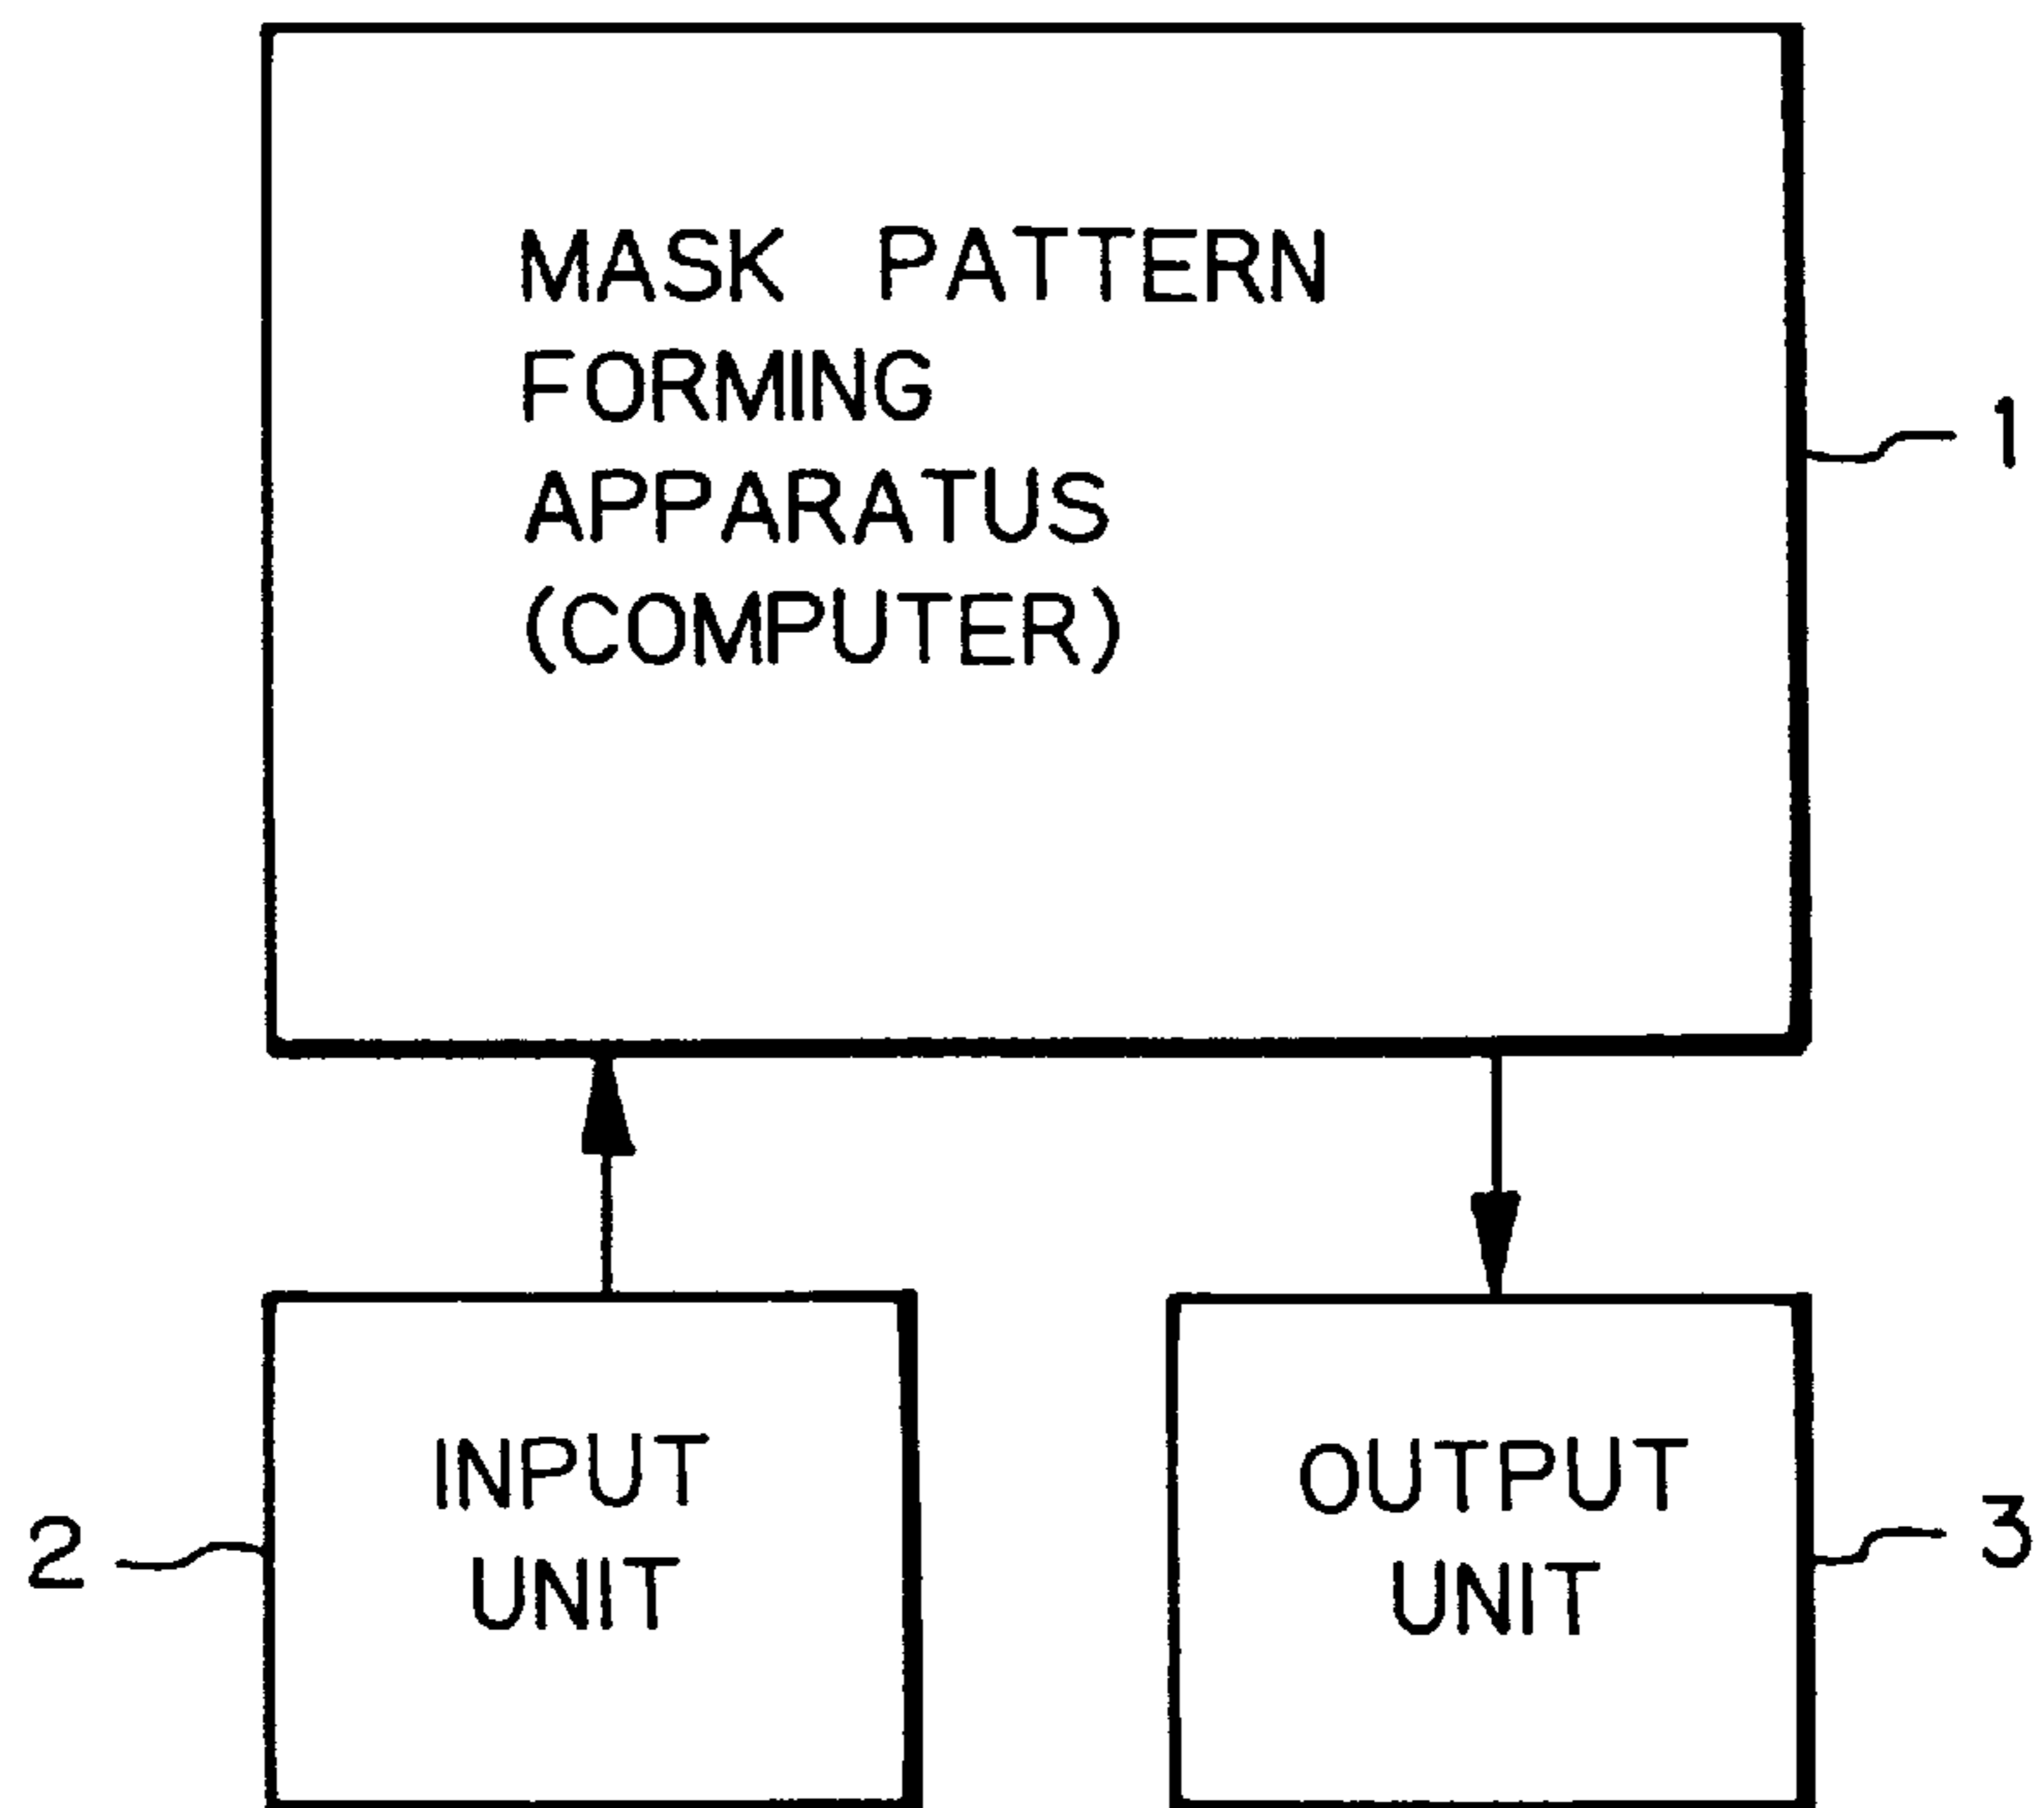 MASK PATTERN
FORMING
APPARATUS
(COMPUTER)
1
INPUT
UNIT
2
OUTPUT
UNIT
3